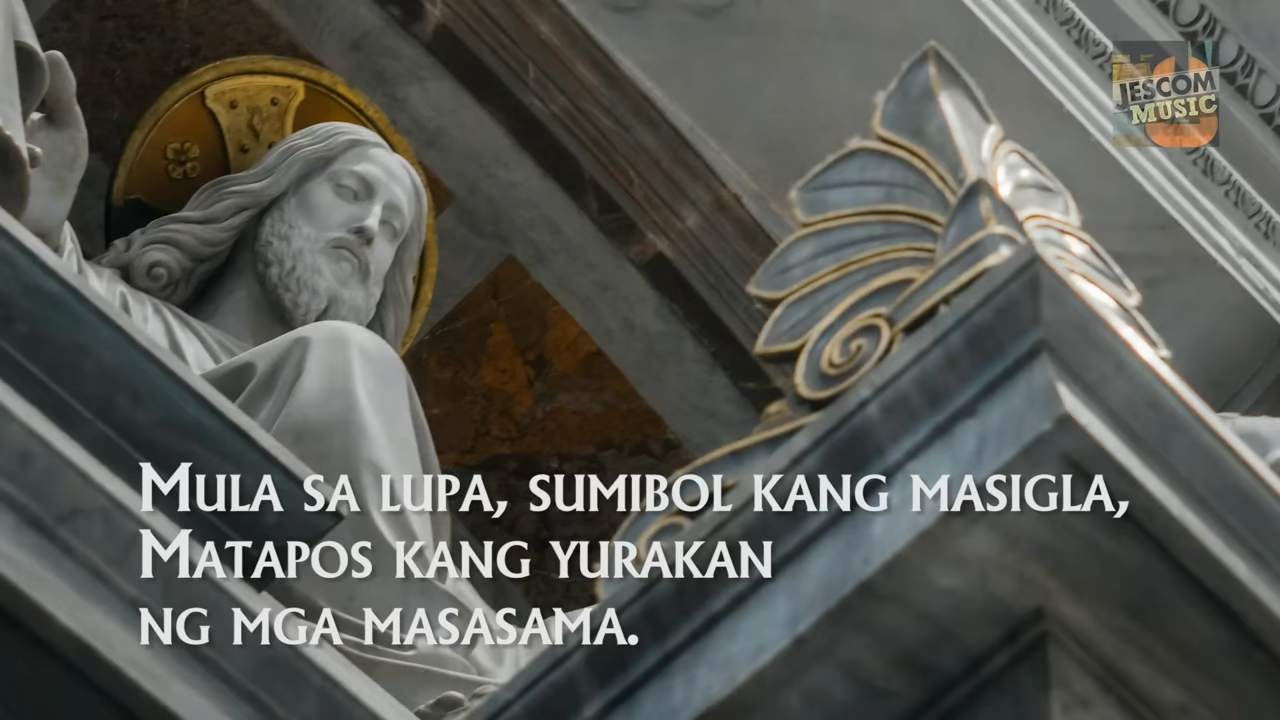 JESCOM
MUSIC
Mula sa lupa, sumibol kang masigla,
Matapos kang yurakan
ng mga masasama.